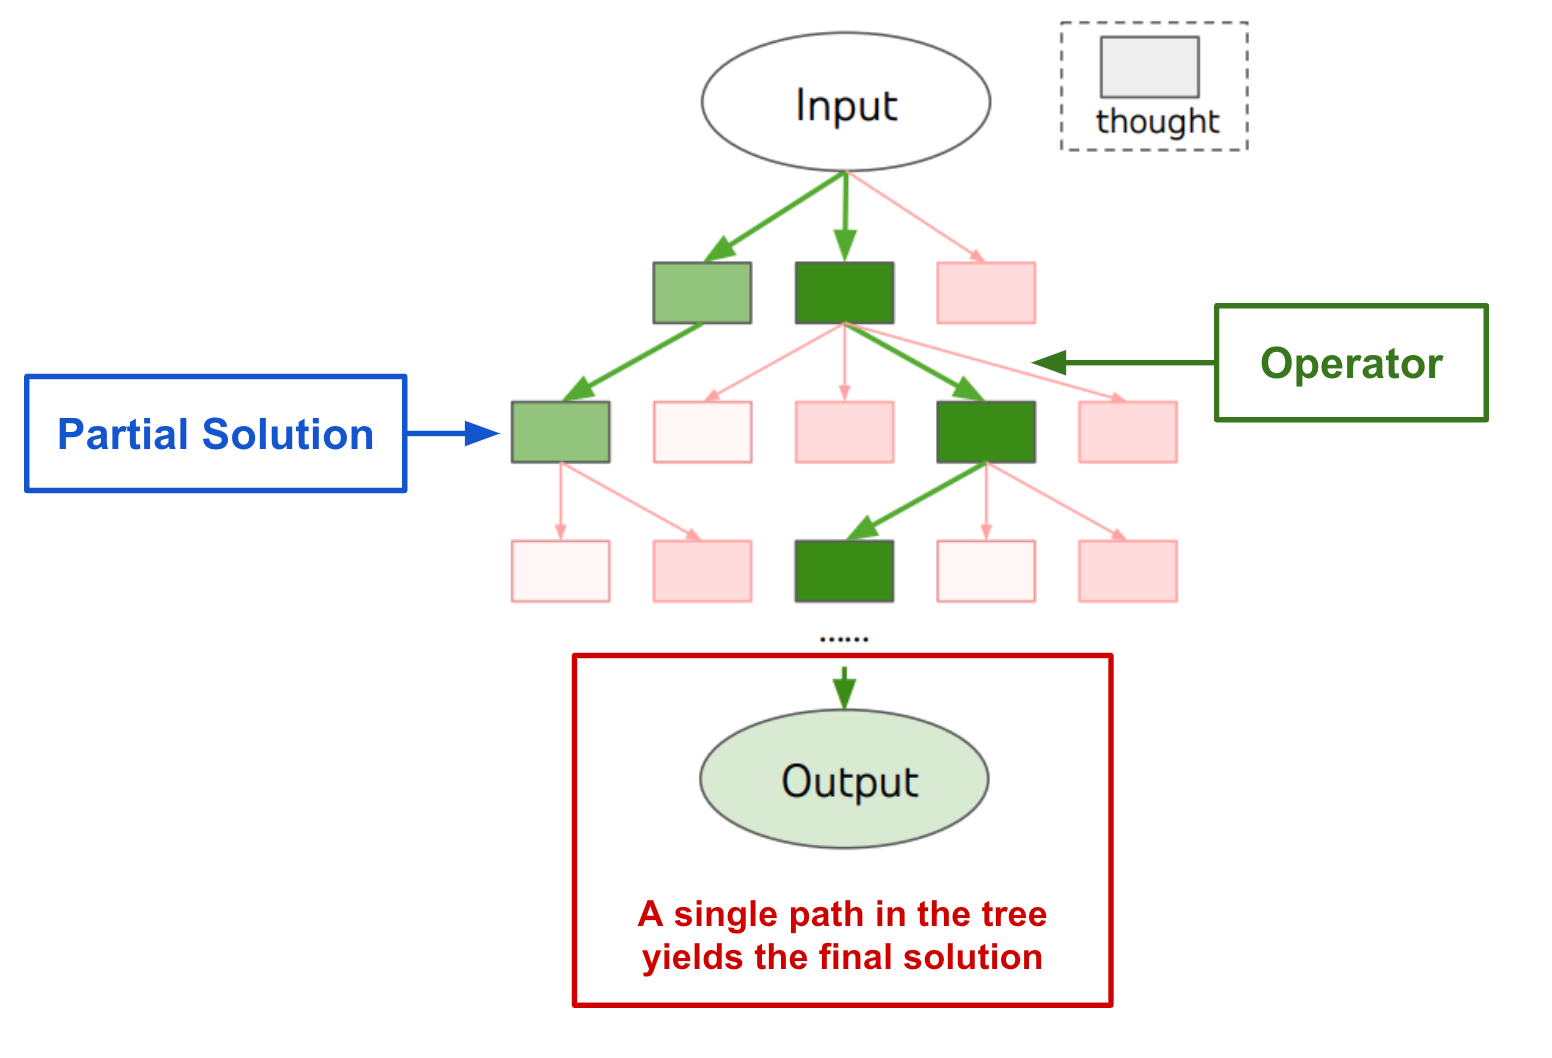 Input
thought
Operator
Partial Solution
......
Output
A single path in the tree
yields the final solution